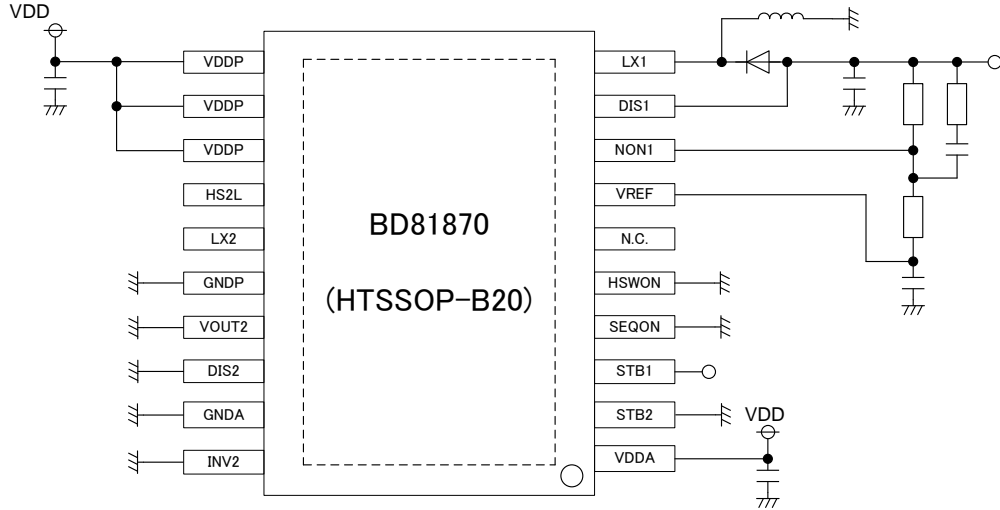 VDD
VDDP
VDDP
VDDP
HS2L
LX2
GNDP
VOUT2
DIS2
GNDA
INV2
BD81870
(HTSSOP-B20)
LX1
DIS1
NON1
VREF
N.C.
HSWON
SEQON
STB1
STB2
VDDA
VDD